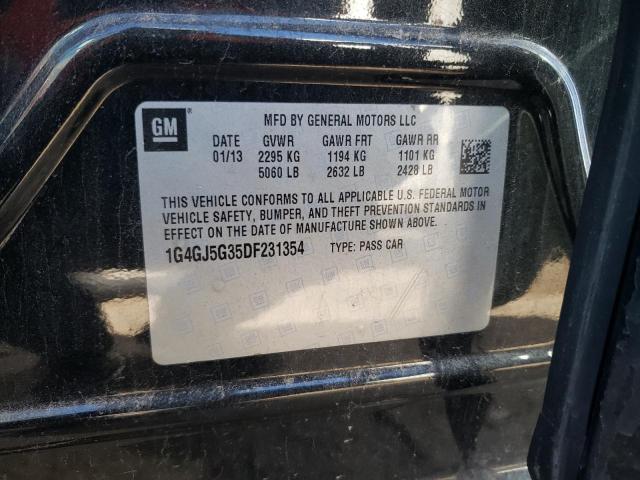 GM
MFD BY GENERAL MOTORS LLC
DATE GVWR GAWR FRT GAWR RR
01/13 2295 KG 1194 KG 1101 KG
5060 LB 2632 LB 2428 LB
THIS VEHICLE CONFORMS TO ALL APPLICABLE U.S. FEDERAL MOTOR
VEHICLE SAFETY, BUMPER, AND THEFT PREVENTION STANDARDS IN
EFFECT ON THE DATE OF MANUFACTURE SHOWN ABOVE.
1G4GJ5G35DF231354 TYPE: PASS CAR